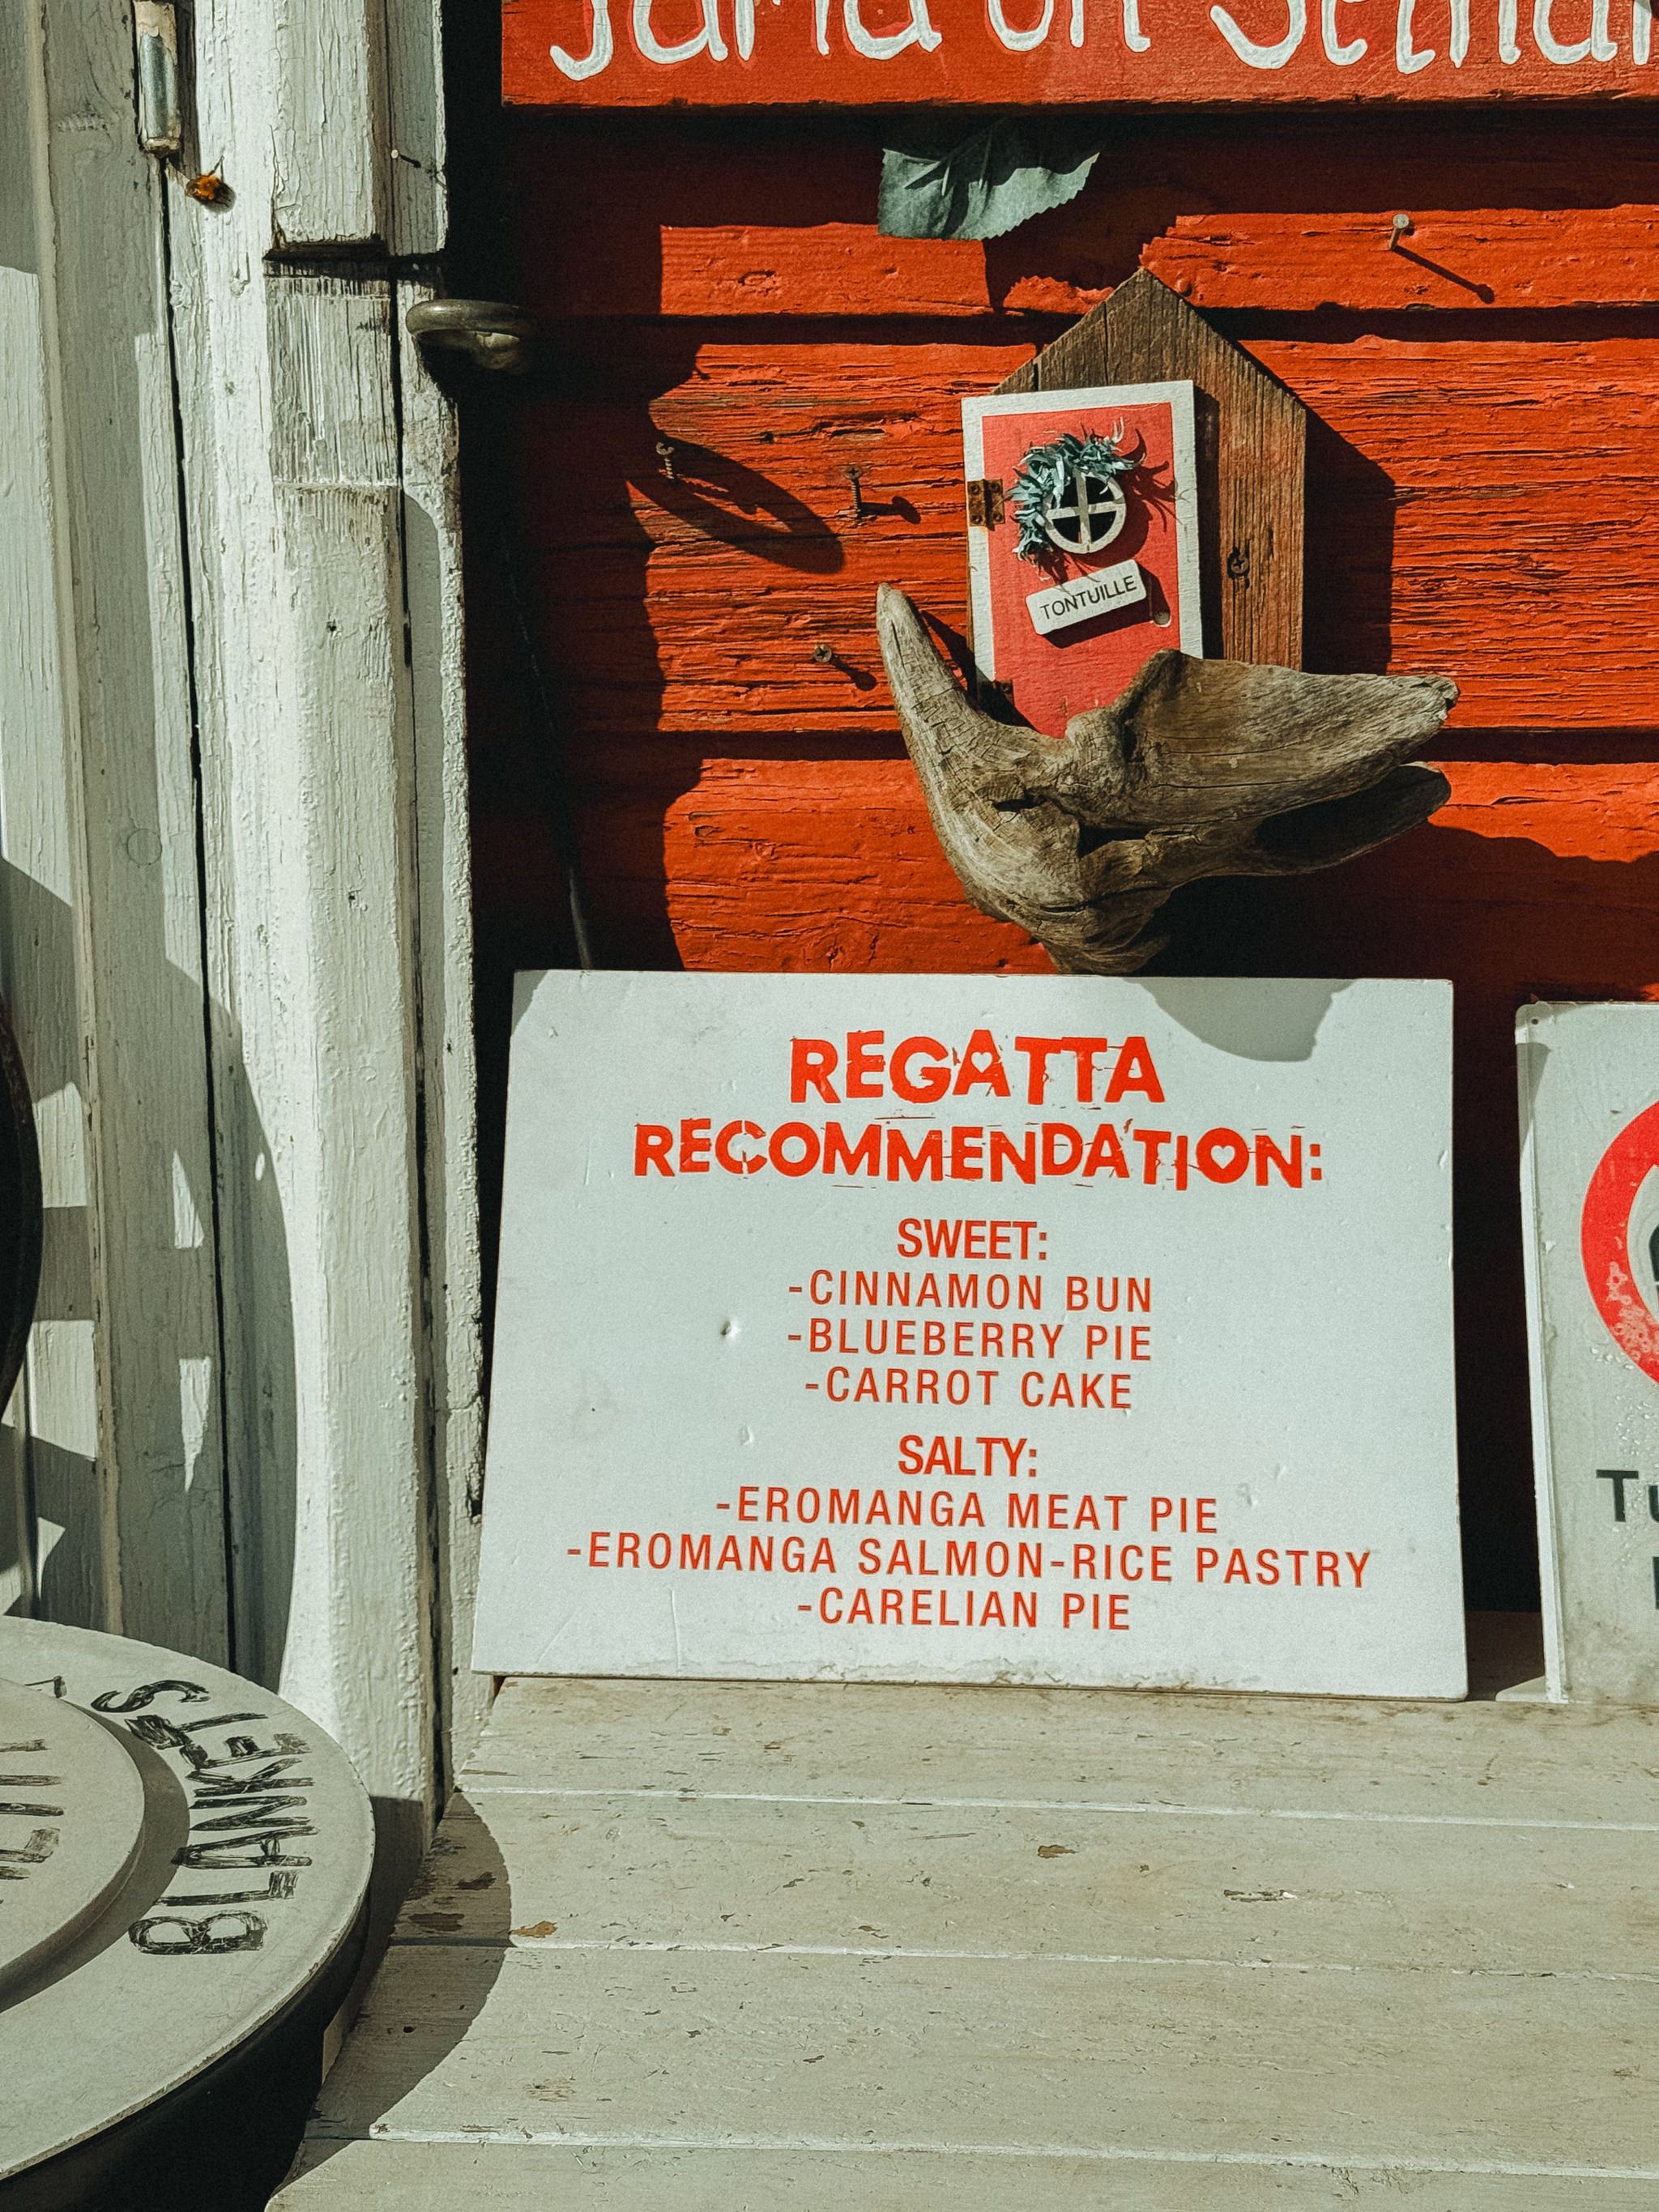 TONTUILLE
REGATTA
RECOMMENDATION:
SWEET:
-CINNAMON BUN
-BLUEBERRY PIE
-CARROT CAKE
SALTY:
-EROMANGA MEAT PIE
-EROMANGA SALMON-RICE PASTRY
-CARELIAN PIE
BLANKETS